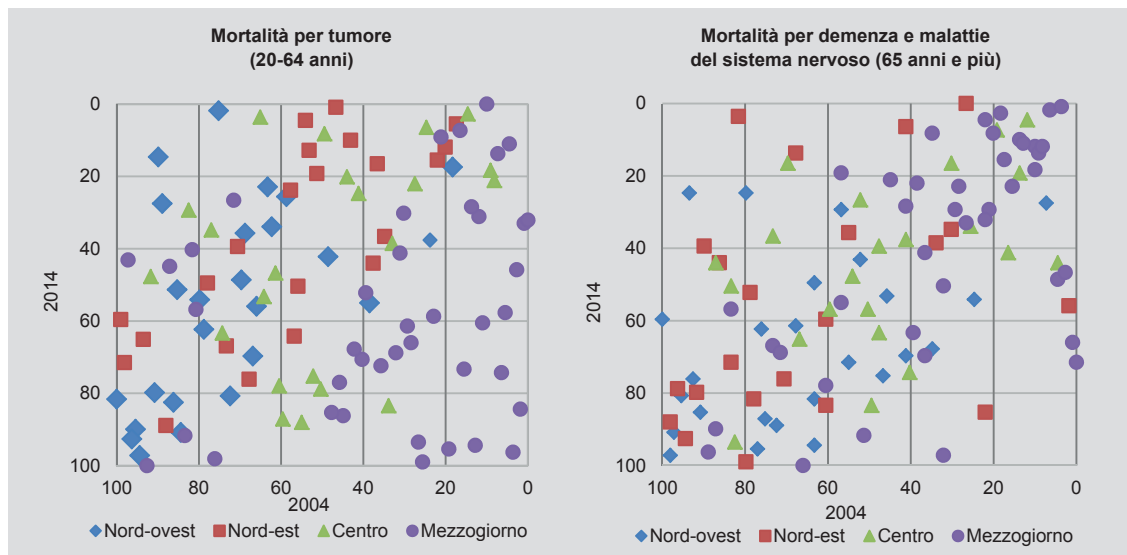 Mortalità per tumore
(20-64 anni)
0
20
40
60
80
100
2014
100 80 60 40 20 0
2004
Nord-ovest Nord-est Centro Mezzogiorno
Mortalità per demenza e malattie
del sistema nervoso (65 anni e più)
0
20
40
60
80
100
2014
100 80 60 40 20 0
2004
Nord-ovest Nord-est Centro Mezzogiorno